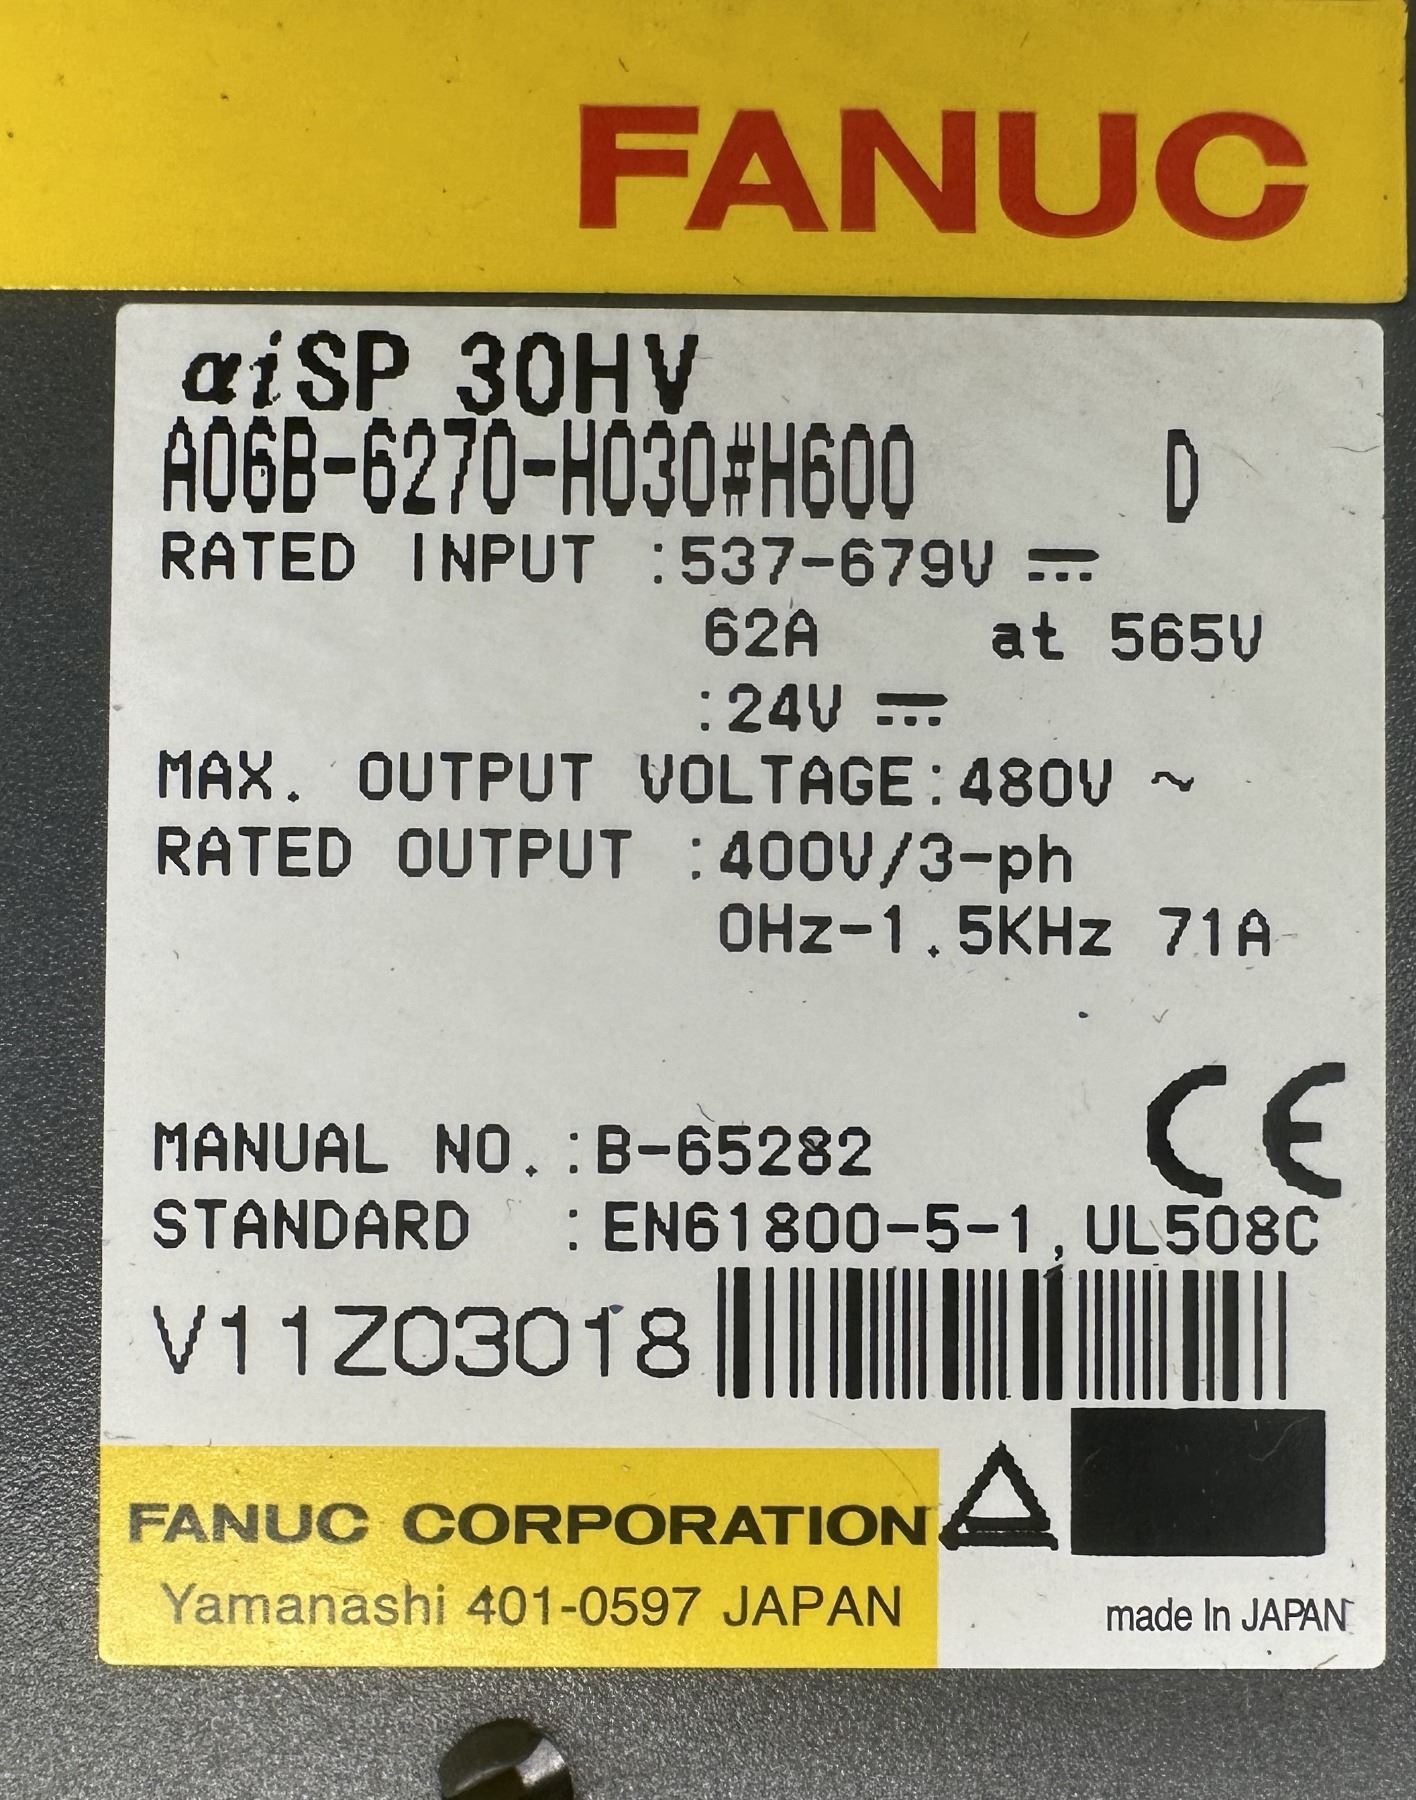 FANUC
αiSP 30HV
A06B-6270-H030#H600 D
RATED INPUT :537-679V ⎓
62A at 565V
:24V ⎓
MAX. OUTPUT VOLTAGE:480V ~
RATED OUTPUT :400V/3-ph
0Hz-1.5KHz 71A
CE
MANUAL NO.:B-65282
STANDARD :EN61800-5-1,UL508C
V11Z03018
FANUC CORPORATION
Yamanashi 401-0597 JAPAN
made In JAPAN